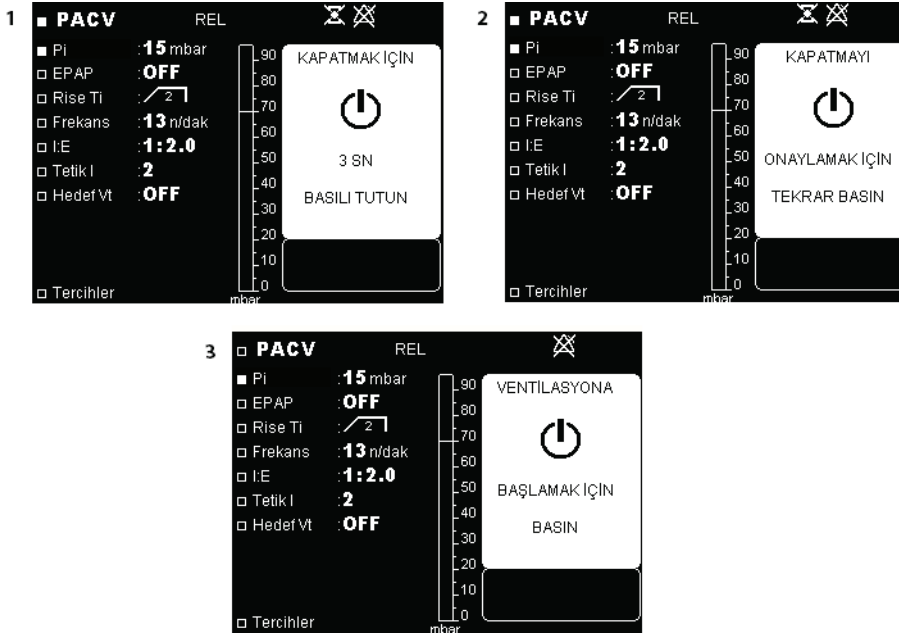 1
PACV REL
Pi :15 mbar
EPAP :OFF
Rise Ti : 2
Frekans :13 n/dak
I:E :1:2.0
Tetik I :2
Hedef Vt :OFF
Tercihler
90
80
70
60
50
40
30
20
10
0
mbar
KAPATMAK İÇİN
3 SN
BASILI TUTUN
2
PACV REL
Pi :15 mbar
EPAP :OFF
Rise Ti : 2
Frekans :13 n/dak
I:E :1:2.0
Tetik I :2
Hedef Vt :OFF
Tercihler
90
80
70
60
50
40
30
20
10
0
mbar
KAPATMAYI
ONAYLAMAK İÇİN
TEKRAR BASIN
3
PACV REL
Pi :15 mbar
EPAP :OFF
Rise Ti : 2
Frekans :13 n/dak
I:E :1:2.0
Tetik I :2
Hedef Vt :OFF
Tercihler
90
80
70
60
50
40
30
20
10
0
mbar
VENTİLASYONA
BAŞLAMAK İÇİN
BASIN